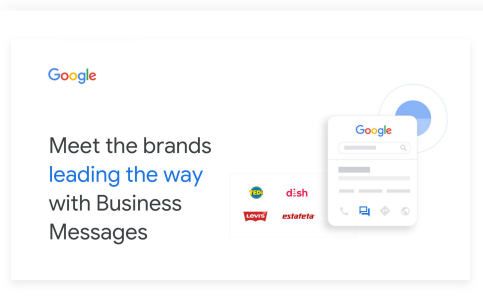 Google
Meet the brands
leading the way
with Business
Messages
Google
TEDi
dish
Levi's
estafeta